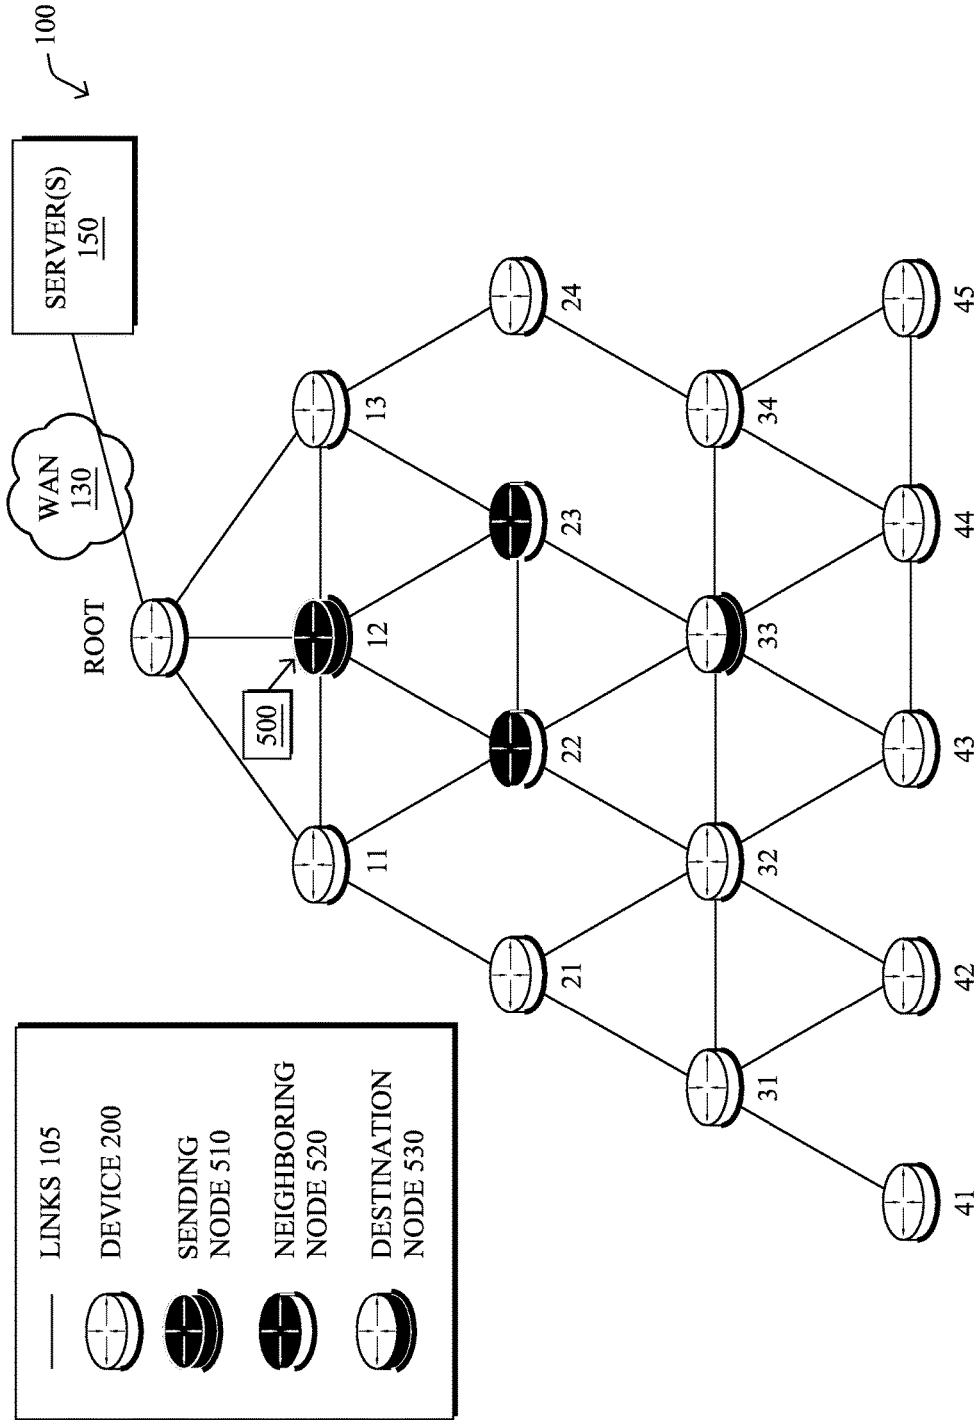 100
SERVER(S)
150
WAN
130
ROOT
500
11
12
13
21
22
23
24
31
32
33
34
41
42
43
44
45
LINKS 105
DEVICE 200
SENDING
NODE 510
NEIGHBORING
NODE 520
DESTINATION
NODE 530